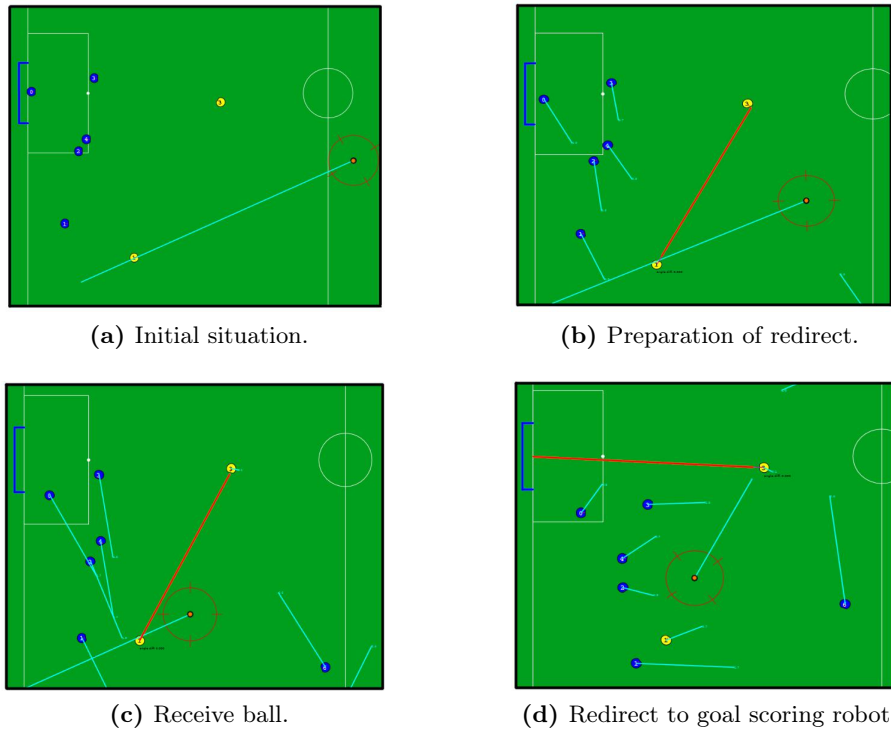 (a) Initial situation.
(b) Preparation of redirect.
(c) Receive ball.
(d) Redirect to goal scoring robot